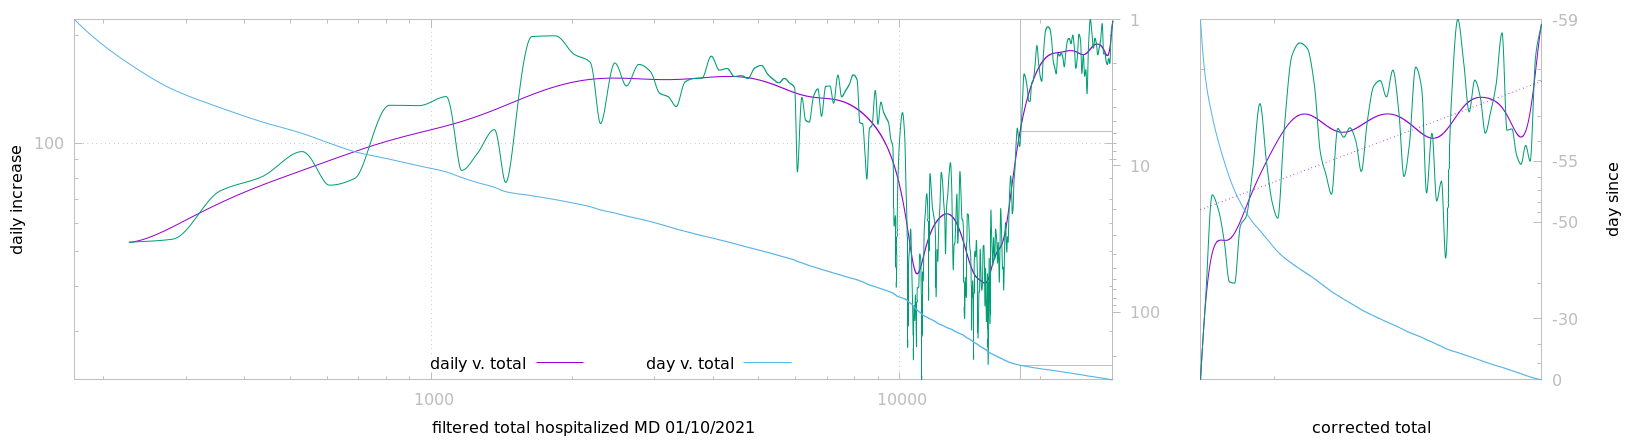 daily increase
100
daily v. total
day v. total
1000
10000
filtered total hospitalized MD 01/10/2021
1
10
100
-59
-55
-50
-30
0
day since
corrected total